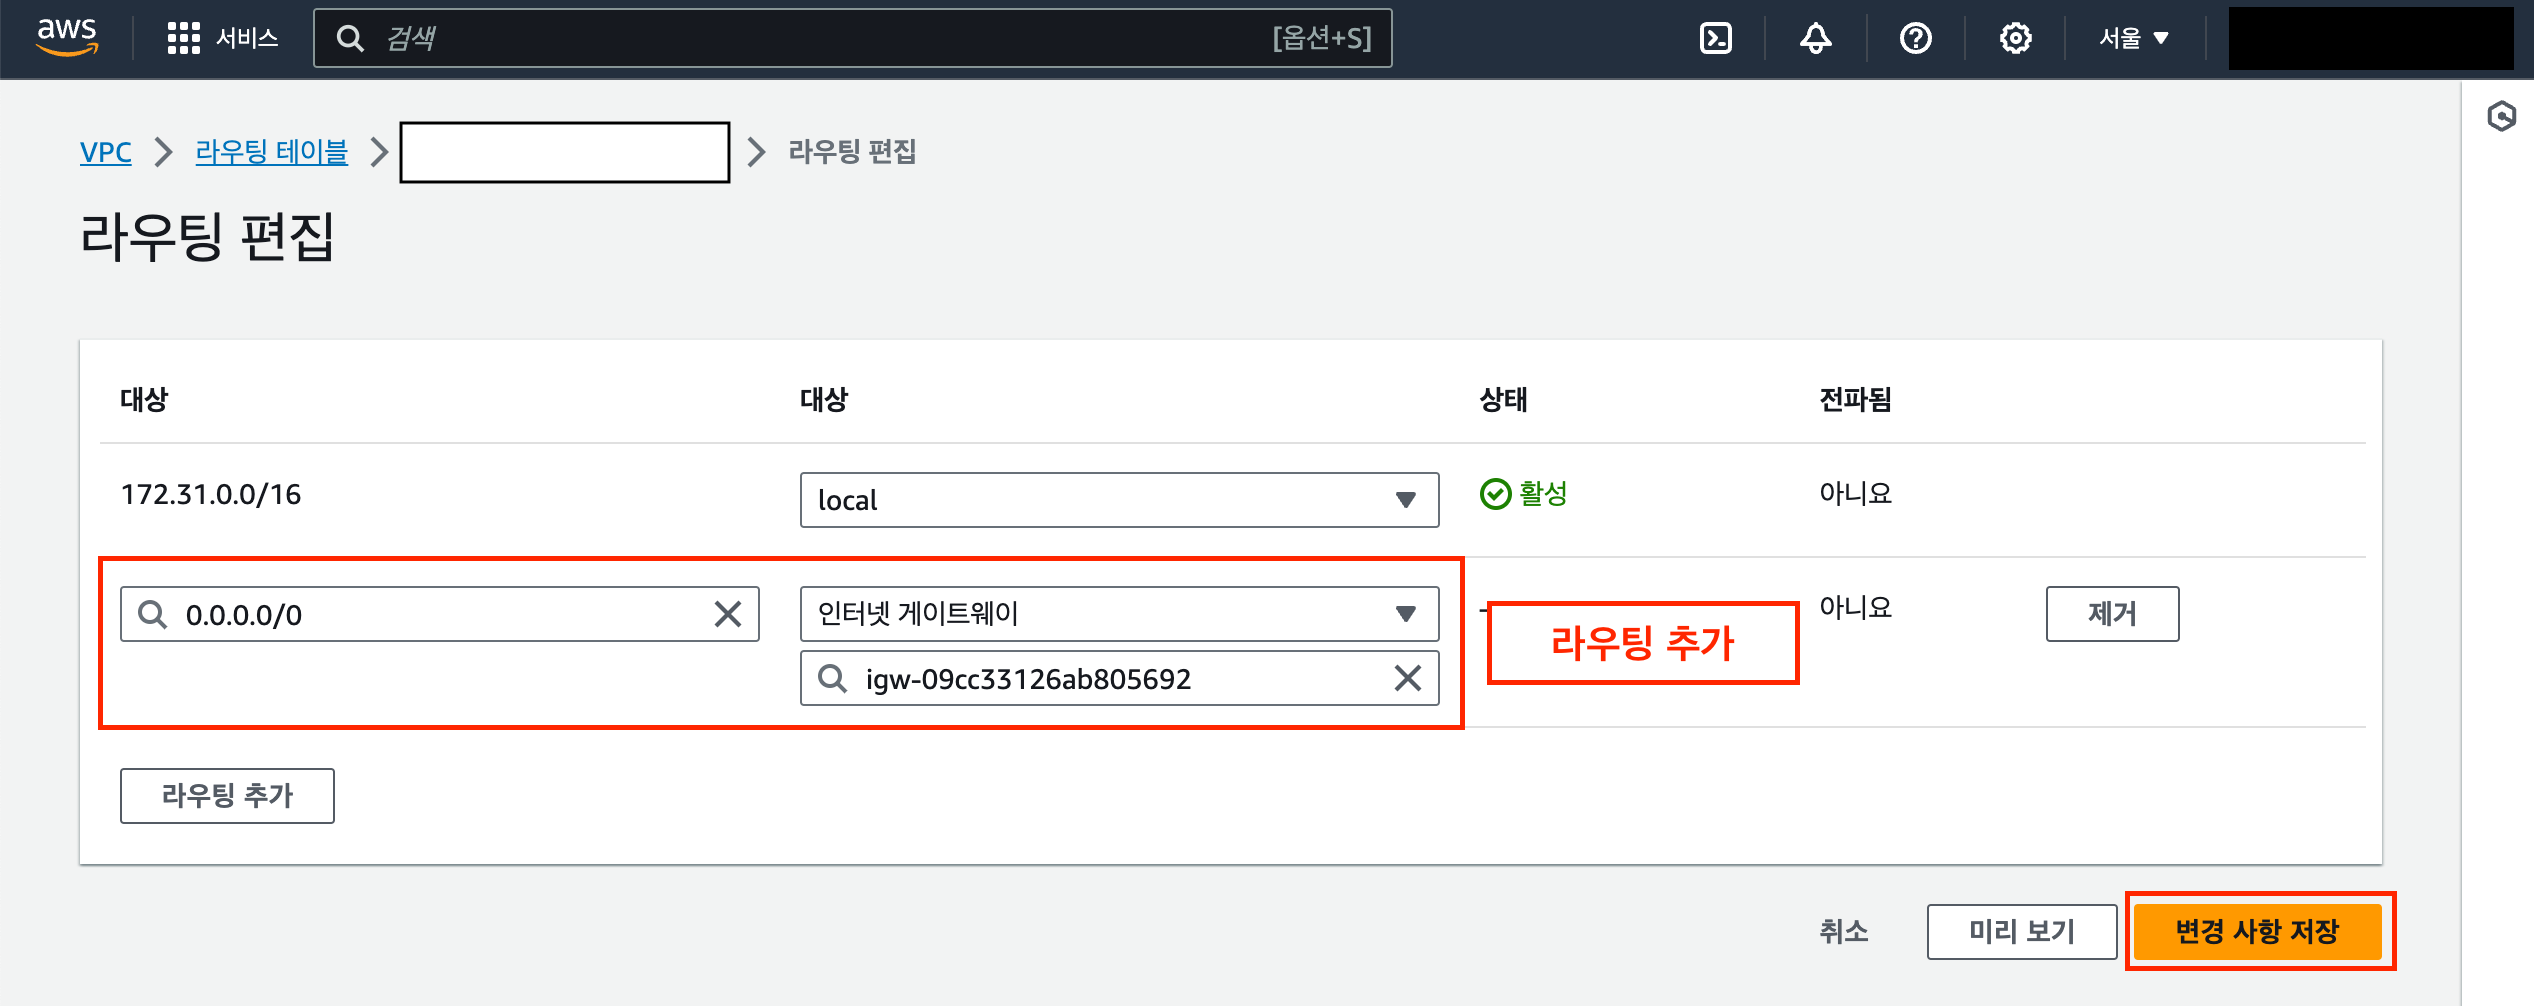 aws 서비스 검색 [옵션+S] 서울
VPC 라우팅 테이블 라우팅 편집
라우팅 편집
대상 대상 상태 전파됨
172.31.0.0/16 local 활성 아니요
0.0.0.0/0 인터넷 게이트웨이 - 아니요 제거
라우팅 추가
igw-09cc33126ab805692
라우팅 추가
취소 미리 보기 변경 사항 저장